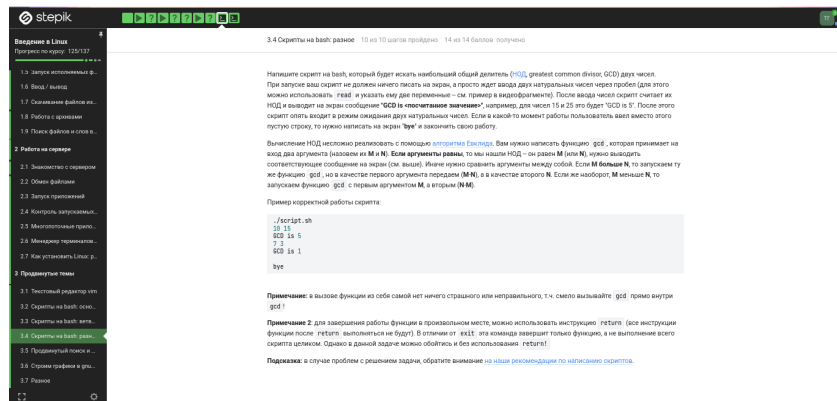 stepik
Введение в Linux
Прогресс по курсу: 125/137
1.5 Запуск исполняемых ф...
1.6 Ввод / вывод
1.7 Скачивание файлов из...
1.8 Работа с архивами
1.9 Поиск файлов и слов в...
2 Работа на сервере
2.1 Знакомство с сервером
2.2 Обмен файлами
2.3 Запуск приложений
2.4 Контроль запускаемых...
2.5 Многопоточные прило...
2.6 Менеджер терминалов...
2.7 Как установить Linux: p...
3 Продвинутые темы
3.1 Текстовый редактор vim
3.2 Скрипты на bash: осно...
3.3 Скрипты на bash: ветв...
3.4 Скрипты на bash: разн...
3.5 Продвинутый поиск и ...
3.6 Строим графики в gnu...
3.7 Разное
3.4 Скрипты на bash: разное 10 из 10 шагов пройдено 14 из 14 баллов получено
Напишите скрипт на bash, который будет искать наибольший общий делитель (НОД, greatest common divisor, GCD) двух чисел.
При запуске ваш скрипт не должен ничего писать на экран, а просто ждет ввода двух натуральных чисел через пробел (для этого
можно использовать read и указать ему две переменные – см. пример в видеофрагменте). После ввода чисел скрипт считает их
НОД и выводит на экран сообщение "GCD is <посчитанное значение>", например, для чисел 15 и 25 это будет "GCD is 5". После этого
скрипт опять входит в режим ожидания двух натуральных чисел. Если в какой-то момент работы пользователь ввел вместо этого
пустую строку, то нужно написать на экран "bye" и закончить свою работу.
Вычисление НОД несложно реализовать с помощью алгоритма Евклида. Вам нужно написать функцию gcd, которая принимает на
вход два аргумента (назовем их M и N). Если аргументы равны, то мы нашли НОД – он равен M (или N), нужно выводить
соответствующее сообщение на экран (см. выше). Иначе нужно сравнить аргументы между собой. Если M больше N, то запускаем ту
же функцию gcd, но в качестве первого аргумента передаем (M-N), а в качестве второго N. Если же наоборот, M меньше N, то
запускаем функцию gcd с первым аргументом M, а вторым (N-M).
Пример корректной работы скрипта:
./script.sh
10 15
GCD is 5
7 3
GCD is 1
bye
Примечание: в вызове функции из себя самой нет ничего страшного или неправильного, т.ч. смело вызывайте gcd прямо внутри
gcd!
Примечание 2: для завершения работы функции в произвольном месте, можно использовать инструкцию return (все инструкции
функции после return выполняться не будут). В отличии от exit эта команда завершит только функцию, а не выполнение всего
скрипта целиком. Однако в данной задаче можно обойтись и без использования return!
Подсказка: в случае проблем с решением задачи, обратите внимание на наши рекомендации по написанию скриптов.